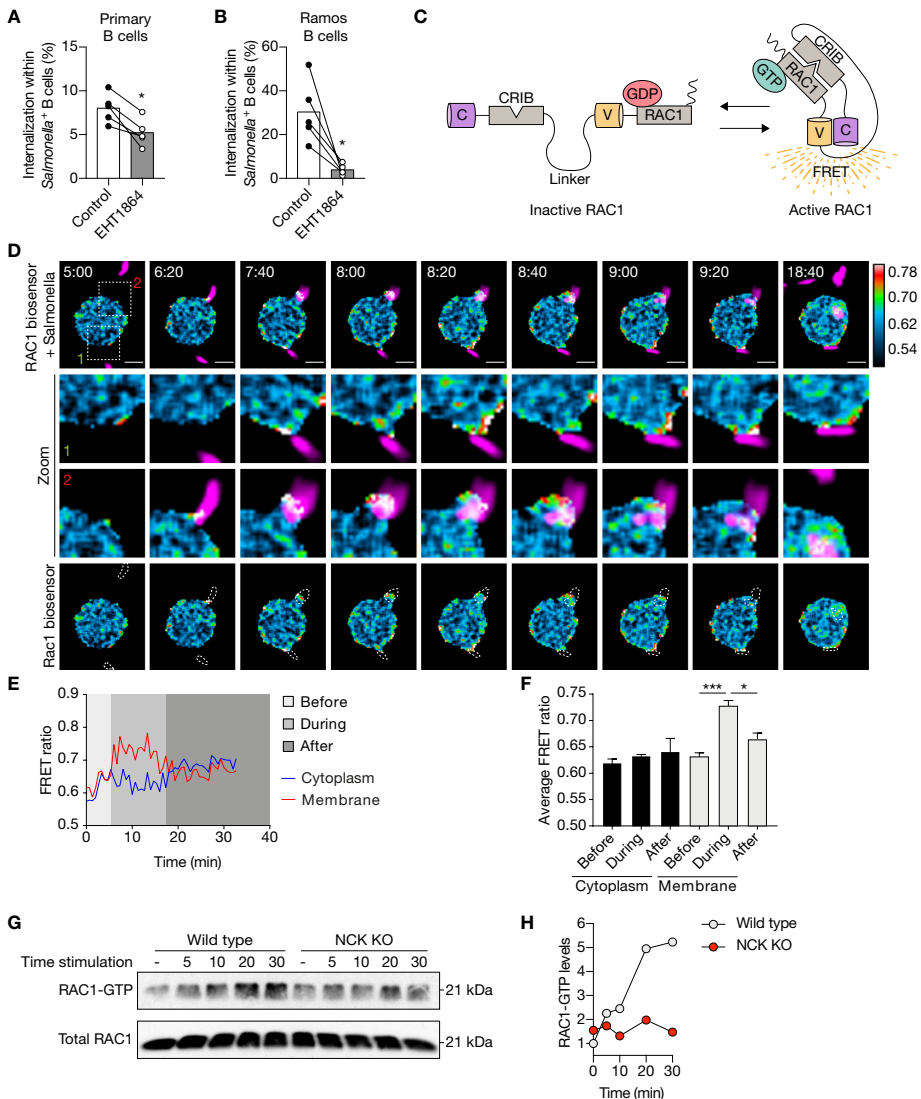 A
Primary
B cells
Internalization within
Salmonella+ B cells (%)
15
10
5
0
*
Control
EHT1864
B
Ramos
B cells
Internalization within
Salmonella+ B cells (%)
60
40
20
0
*
Control
EHT1864
C
C
CRIB
Linker
V
GDP
RAC1
Inactive RAC1
GTP
RAC1
CRIB
V
C
FRET
Active RAC1
D
RAC1 biosensor
+ Salmonella
5:00
6:20
7:40
8:00
8:20
8:40
9:00
9:20
18:40
2
1
0.78
0.70
0.62
0.54
Zoom
1
2
Rac1 biosensor
E
FRET ratio
0.9
0.8
0.7
0.6
0.5
0 10 20 30 40
Time (min)
Before
During
After
Cytoplasm
Membrane
F
Average FRET ratio
0.75
0.70
0.65
0.60
0.55
0.50
*** *
Before During After Before During After
Cytoplasm Membrane
G
Wild type NCK KO
Time stimulation - 5 10 20 30 - 5 10 20 30
RAC1-GTP -21 kDa
Total RAC1 -21 kDa
H
RAC1-GTP levels
6
5
4
3
2
1
0 10 20 30
Time (min)
Wild type
NCK KO